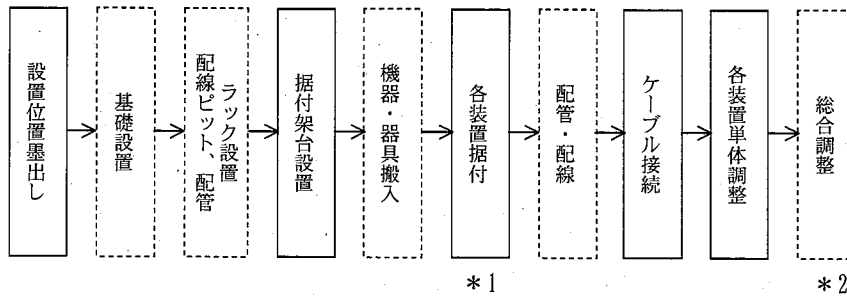 設置位置墨出し
基礎設置
配線ピット、配管
ラック設置
据付架台設置
機器・器具搬入
各装置据付
配管・配線
ケーブル接続
各装置単体調整
総合調整
*1
*2